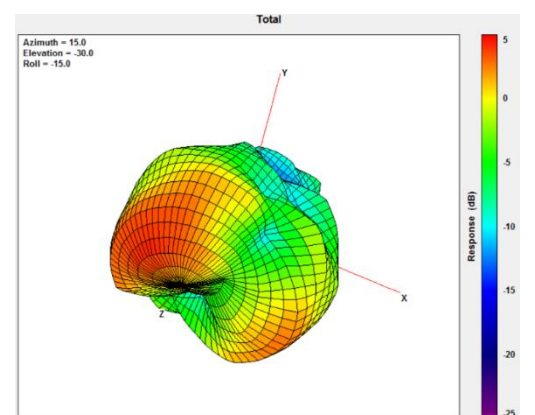 Total
Azimuth = 15.0
Elevation = -30.0
Roll = -15.0
Y
X
Z
5
0
-5
-10
-15
-20
-25
Response (dB)